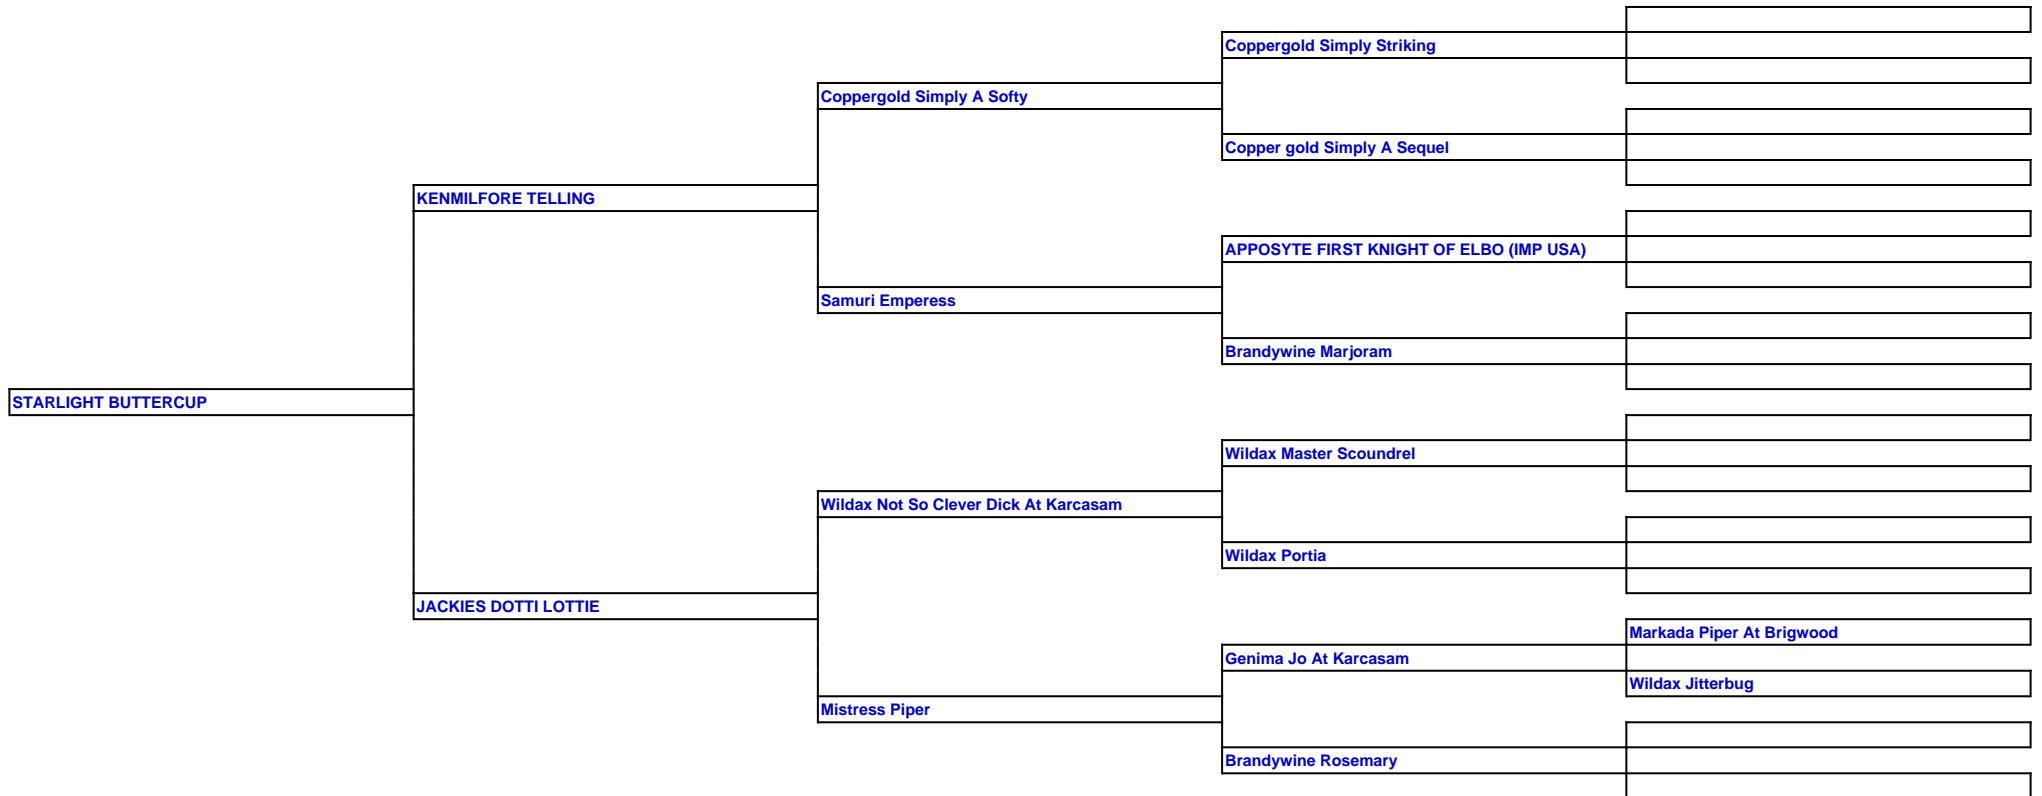 Coppergold Simply Striking
Coppergold Simply A Softy
Copper gold Simply A Sequel
KENMILFORE TELLING
APPOSYTE FIRST KNIGHT OF ELBO (IMP USA)
Samuri Emperess
Brandywine Marjoram
STARLIGHT BUTTERCUP
Wildax Master Scoundrel
Wildax Not So Clever Dick At Karcasam
Wildax Portia
JACKIES DOTTI LOTTIE
Markada Piper At Brigwood
Genima Jo At Karcasam
Wildax Jitterbug
Mistress Piper
Brandywine Rosemary